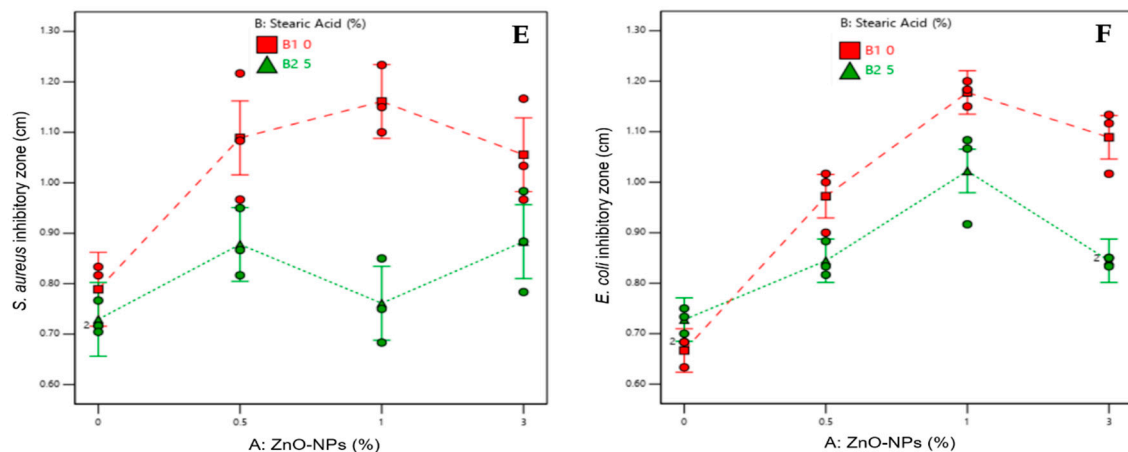 B: Stearic Acid (%)
E
B1 0
B2 5
S. aureus inhibitory zone (cm)
1.30
1.20
1.10
1.00
0.90
0.80
0.70
0.60
2
0
0.5
1
3
A: ZnO-NPs (%)
B: Stearic Acid (%)
F
B1 0
B2 5
E. coli inhibitory zone (cm)
1.30
1.20
1.10
1.00
0.90
0.80
0.70
0.60
2
2
0
0.5
1
3
A: ZnO-NPs (%)